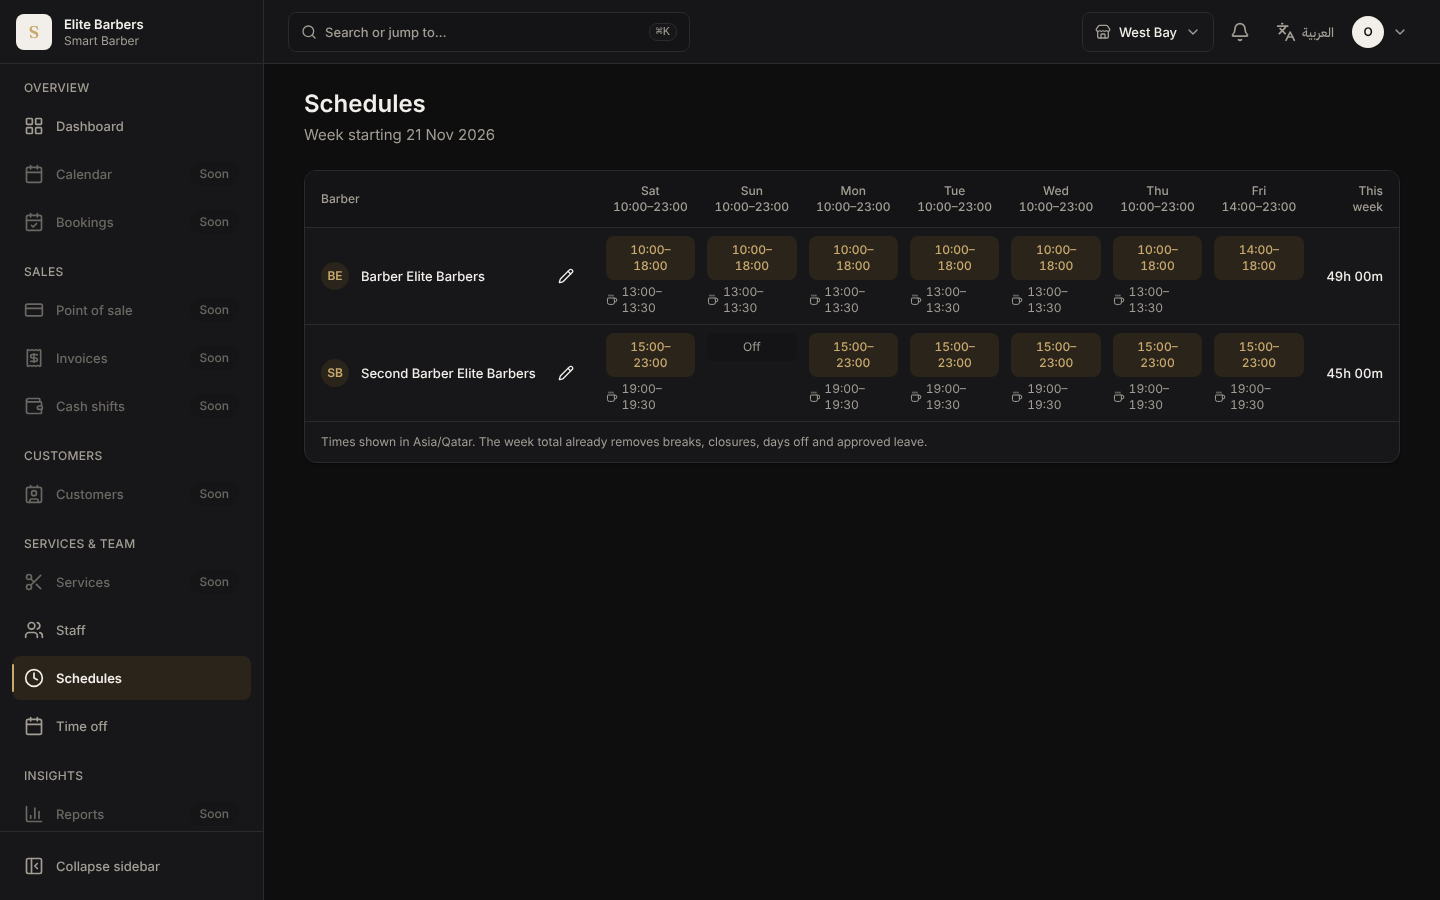 S
Elite Barbers
Smart Barber
Search or jump to...
⌘K
West Bay
العربية
O
OVERVIEW
Dashboard
Calendar
Soon
Bookings
Soon
SALES
Point of sale
Soon
Invoices
Soon
Cash shifts
Soon
CUSTOMERS
Customers
Soon
SERVICES & TEAM
Services
Soon
Staff
Schedules
Time off
INSIGHTS
Reports
Soon
Collapse sidebar
Schedules
Week starting 21 Nov 2026
Barber
Sat
10:00–23:00
Sun
10:00–23:00
Mon
10:00–23:00
Tue
10:00–23:00
Wed
10:00–23:00
Thu
10:00–23:00
Fri
14:00–23:00
This
week
BE
Barber Elite Barbers
10:00–
18:00
13:00–
13:30
10:00–
18:00
13:00–
13:30
10:00–
18:00
13:00–
13:30
10:00–
18:00
13:00–
13:30
10:00–
18:00
13:00–
13:30
10:00–
18:00
13:00–
13:30
14:00–
18:00
49h 00m
SB
Second Barber Elite Barbers
15:00–
23:00
19:00–
19:30
Off
15:00–
23:00
19:00–
19:30
15:00–
23:00
19:00–
19:30
15:00–
23:00
19:00–
19:30
15:00–
23:00
19:00–
19:30
15:00–
23:00
19:00–
19:30
45h 00m
Times shown in Asia/Qatar. The week total already removes breaks, closures, days off and approved leave.